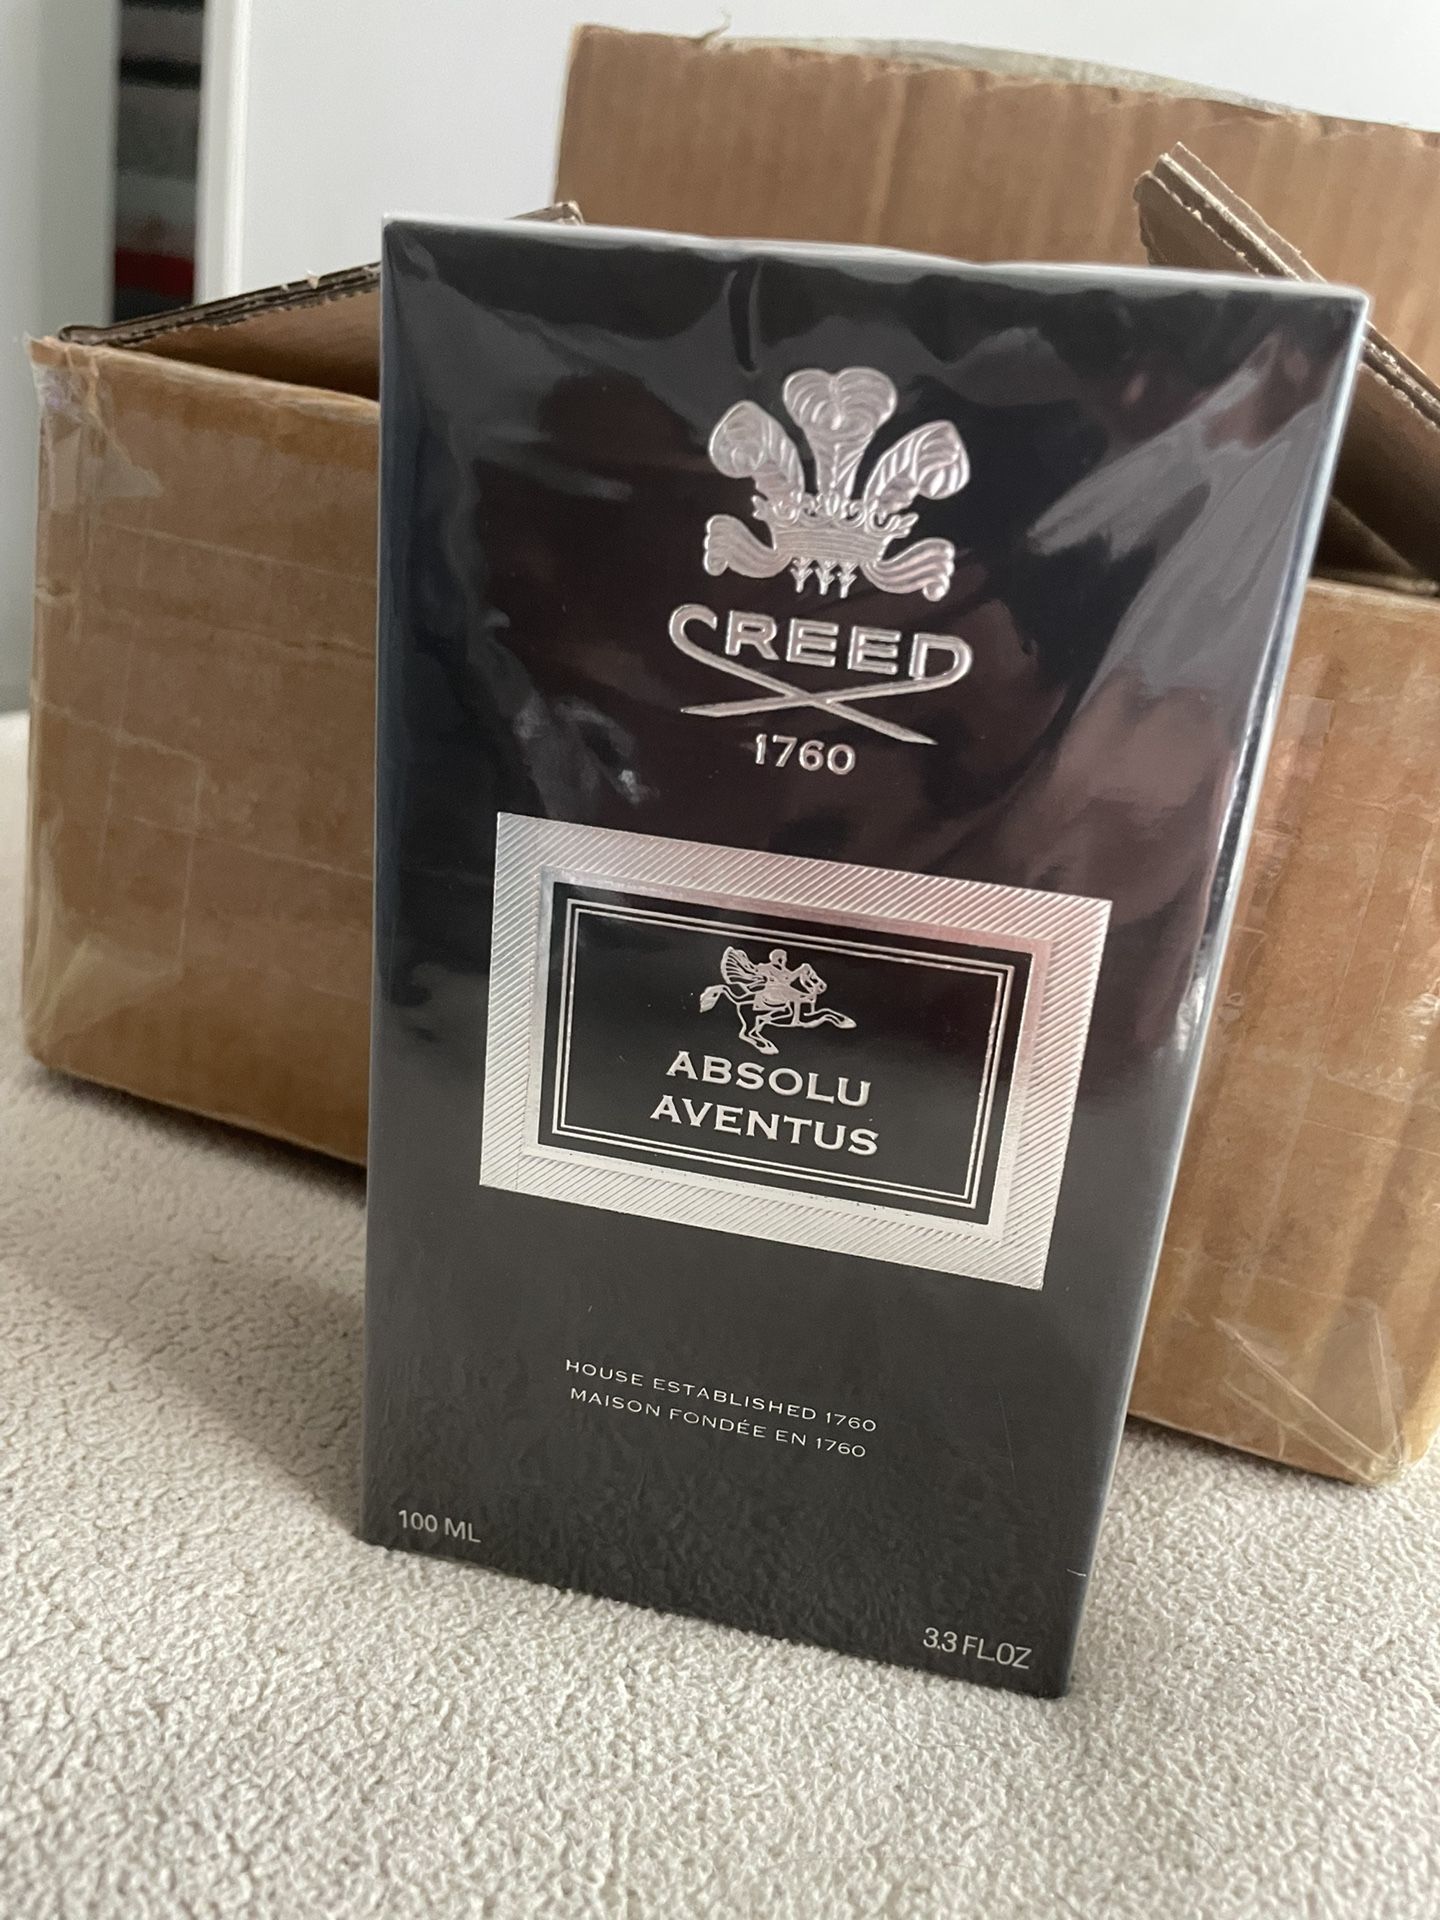 CREED
1760
ABSOLU
AVENTUS
HOUSE ESTABLISHED 1760
MAISON FONDÉE EN 1760
100 ML
3.3 FL.OZ